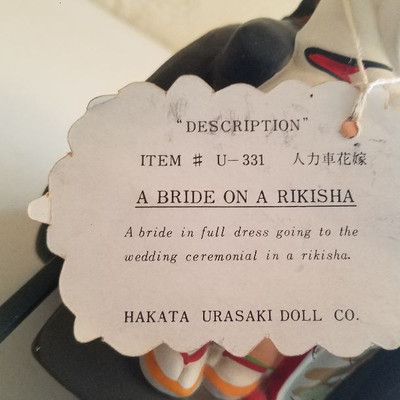 "DESCRIPTION"
ITEM # U-331 人力車花嫁
A BRIDE ON A RIKISHA
A bride in full dress going to the
wedding ceremonial in a rikisha.
HAKATA URASAKI DOLL CO.